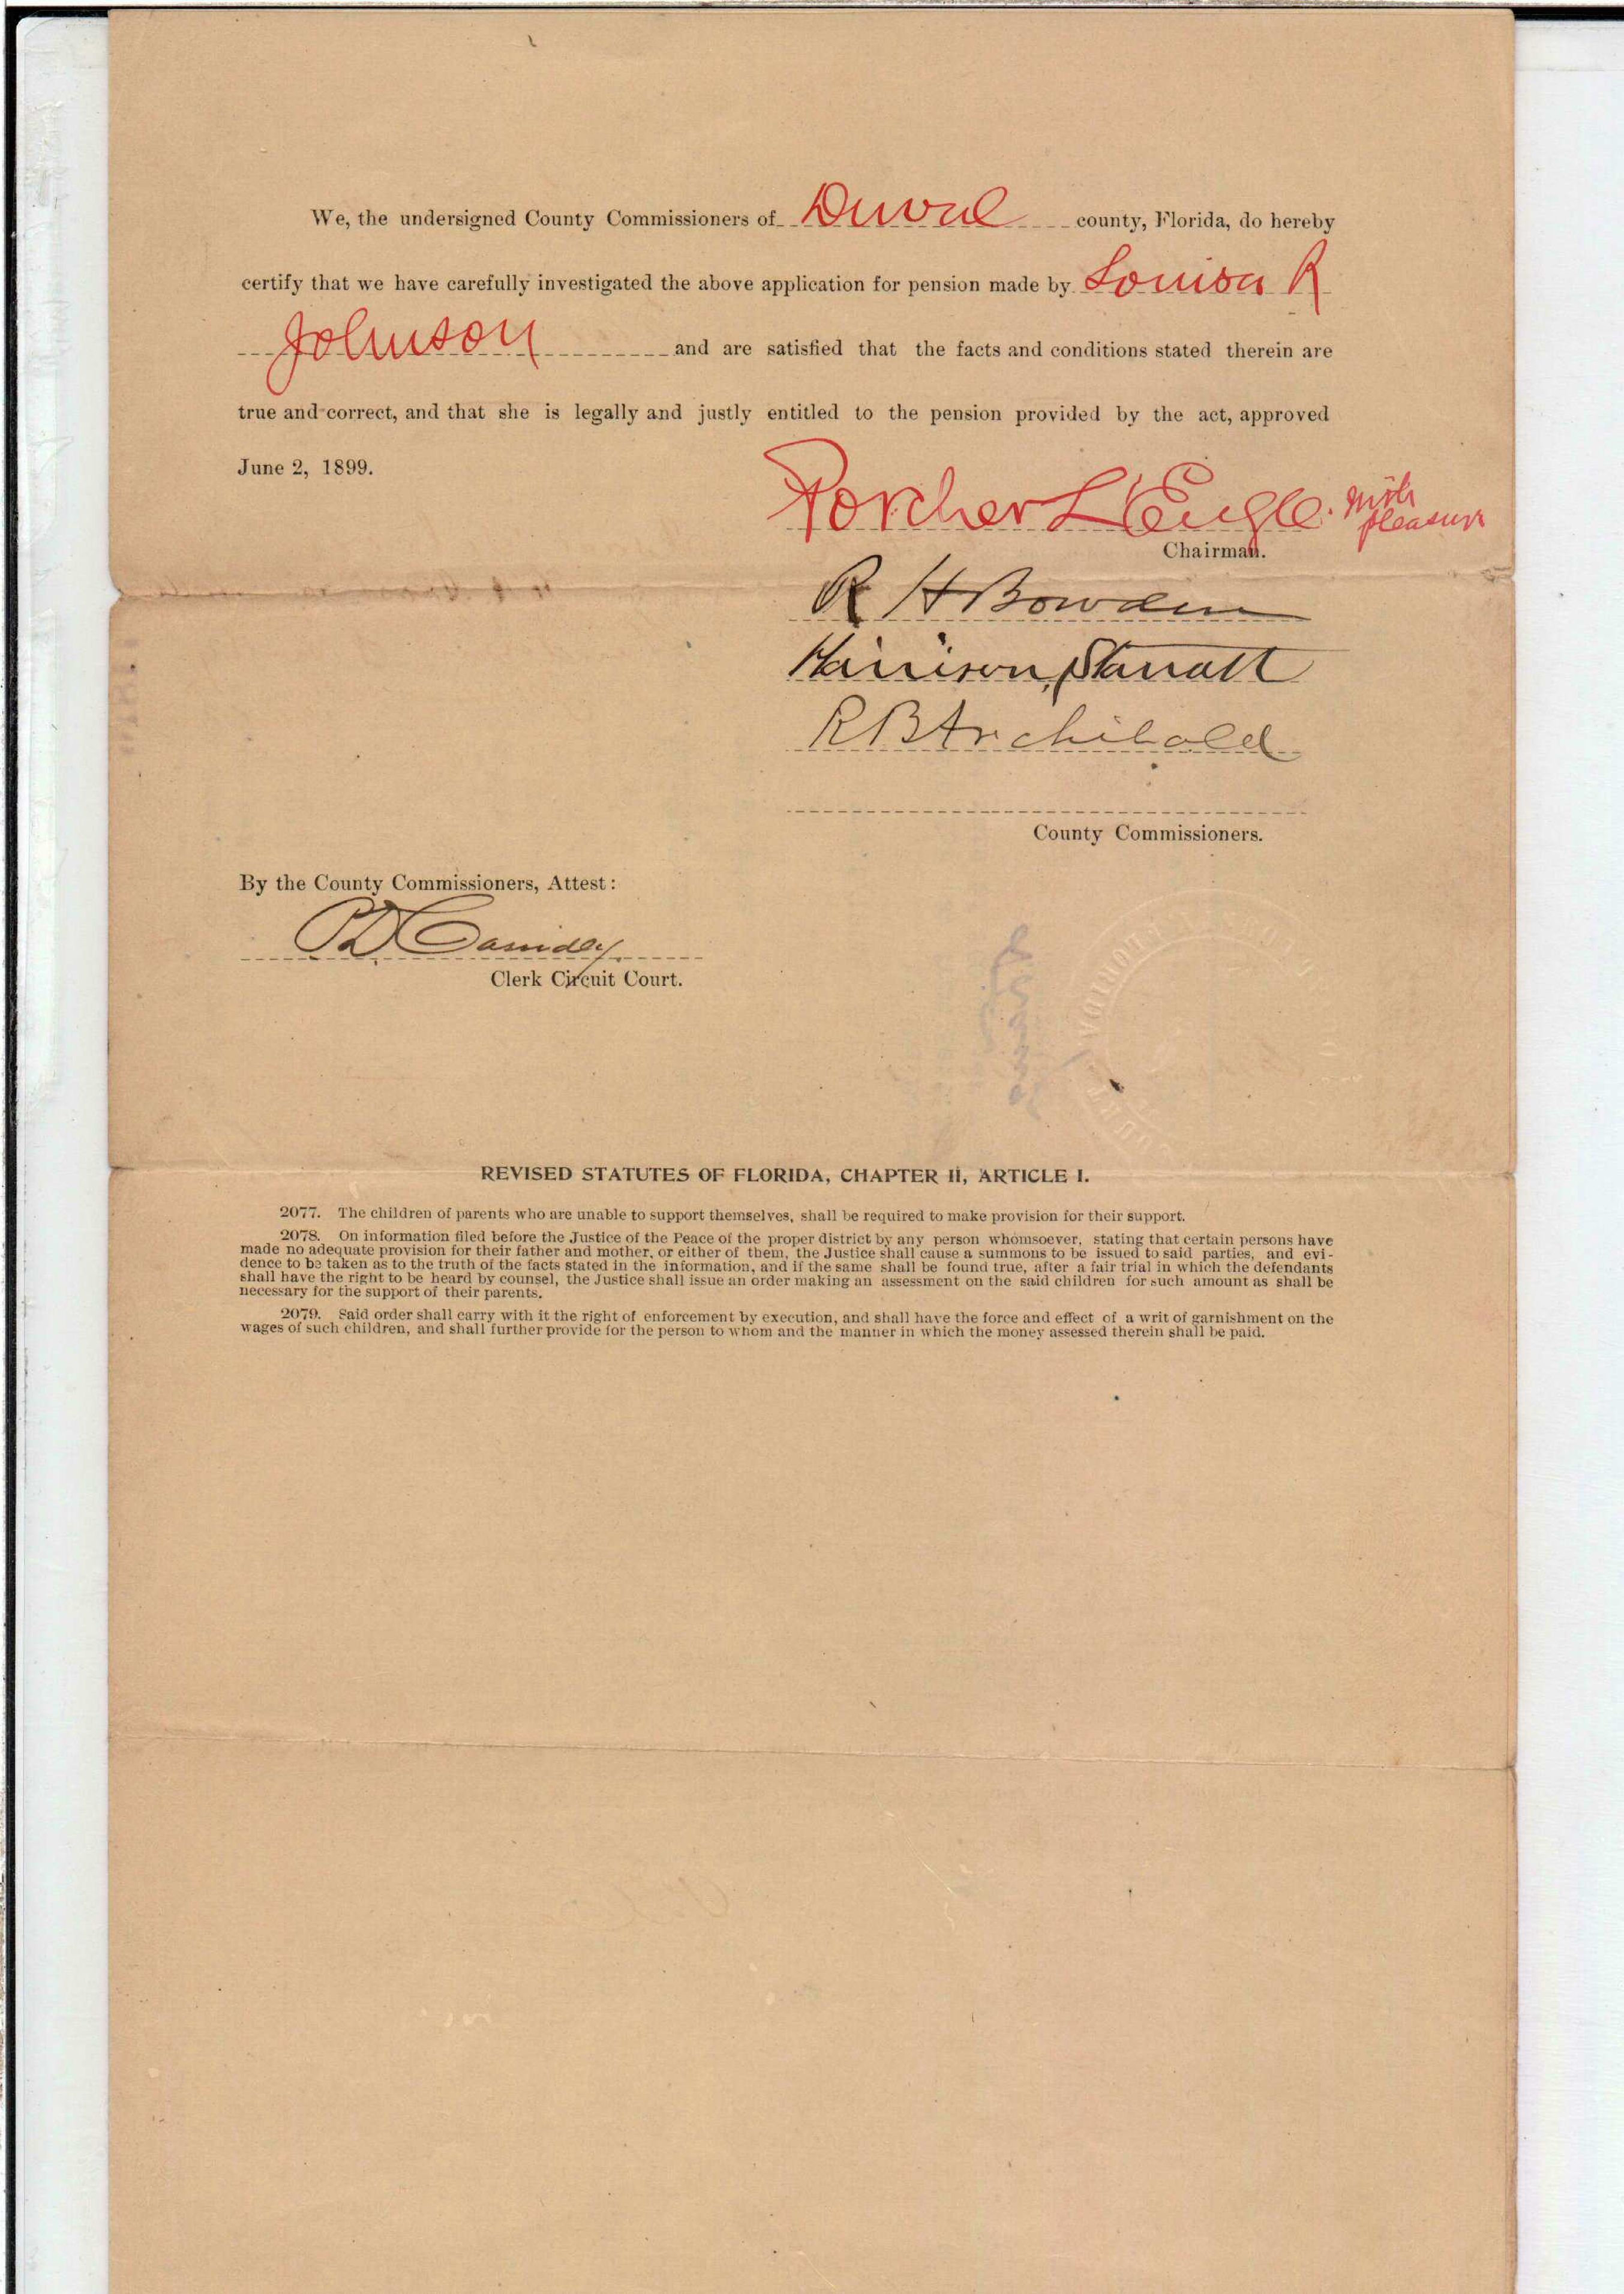 We, the undersigned County Commissioners of Duval county, Florida, do hereby
certify that we have carefully investigated the above application for pension made by Louisa R
Johnson and are satisfied that the facts and conditions stated therein are
true and correct, and that she is legally and justly entitled to the pension provided by the act, approved
June 2, 1899.
Porcher L'Engle. with
pleasure
Chairman.
R H Bowden
Harrison Starratt
R B Archibald
County Commissioners.
By the County Commissioners, Attest:
P D Cassidey
Clerk Circuit Court.
REVISED STATUTES OF FLORIDA, CHAPTER II, ARTICLE I.
2077. The children of parents who are unable to support themselves, shall be required to make provision for their support.
2078. On information filed before the Justice of the Peace of the proper district by any person whomsoever, stating that certain persons have
made no adequate provision for their father and mother, or either of them, the Justice shall cause a summons to be issued to said parties, and evi-
dence to be taken as to the truth of the facts stated in the information, and if the same shall be found true, after a fair trial in which the defendants
shall have the right to be heard by counsel, the Justice shall issue an order making an assessment on the said children for such amount as shall be
necessary for the support of their parents.
2079. Said order shall carry with it the right of enforcement by execution, and shall have the force and effect of a writ of garnishment on the
wages of such children, and shall further provide for the person to whom and the manner in which the money assessed therein shall be paid.